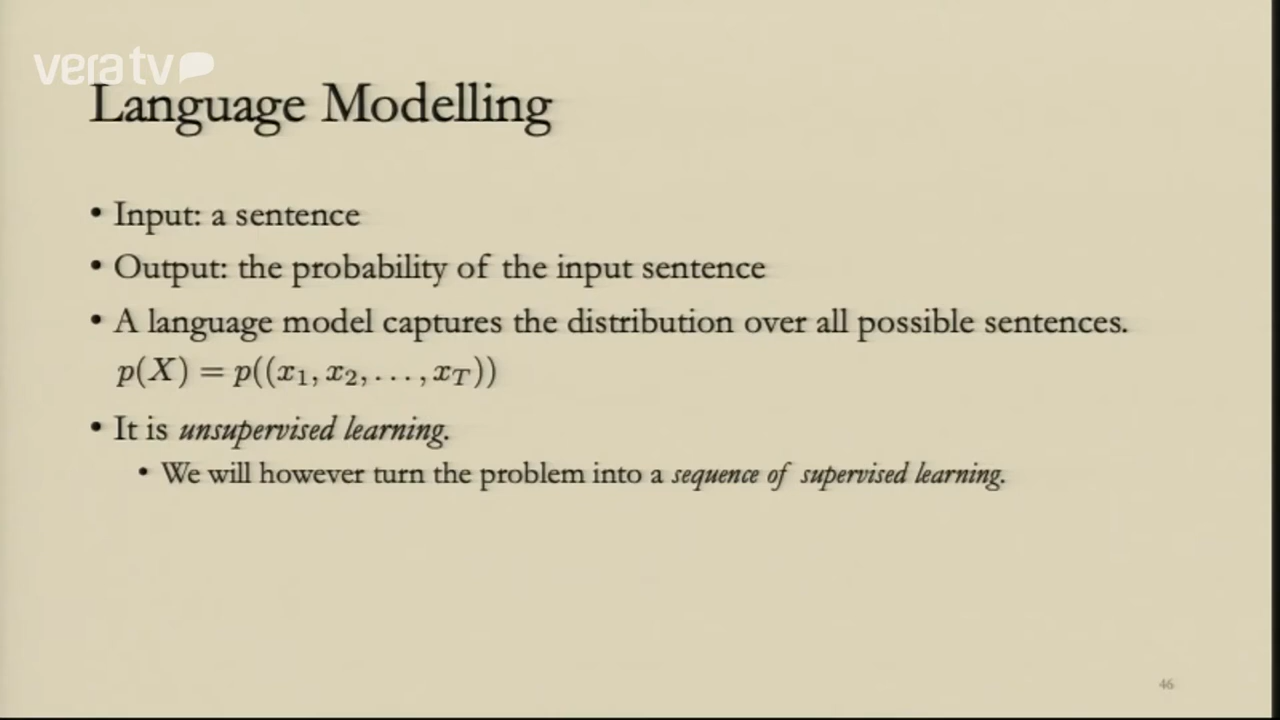 vera tv
Language Modelling
• Input: a sentence
• Output: the probability of the input sentence
• A language model captures the distribution over all possible sentences.
p(X) = p((x₁, x₂, . . . , x_T))
• It is unsupervised learning.
• We will however turn the problem into a sequence of supervised learning.
46